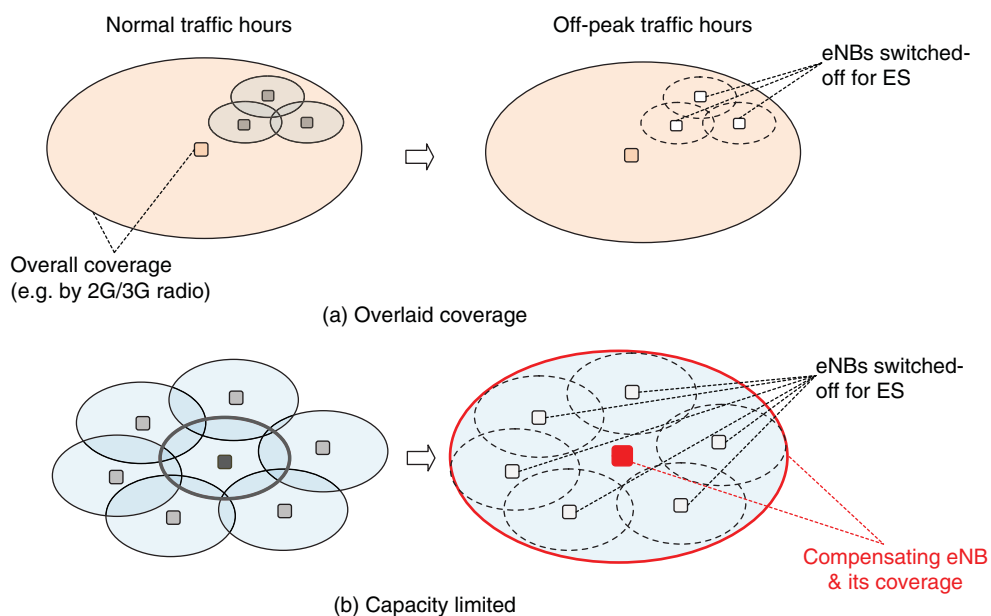 Normal traffic hours
Off-peak traffic hours
eNBs switched-
off for ES
Overall coverage
(e.g. by 2G/3G radio)
(a) Overlaid coverage
eNBs switched-
off for ES
Compensating eNB
& its coverage
(b) Capacity limited